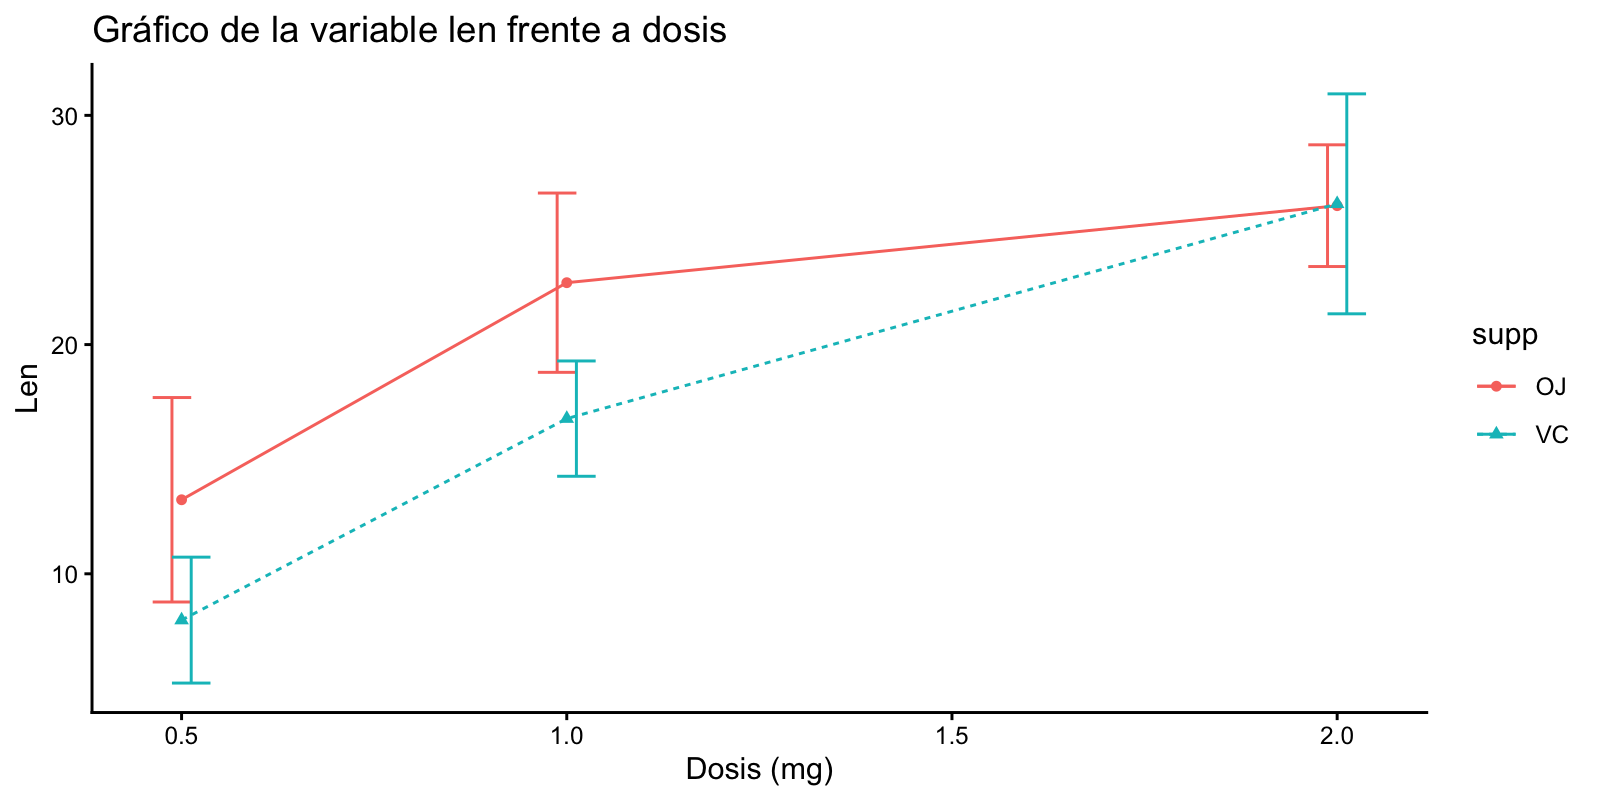 Gráfico de la variable len frente a dosis
30
20
10
Len
0.5
1.0
1.5
2.0
Dosis (mg)
supp
OJ
VC